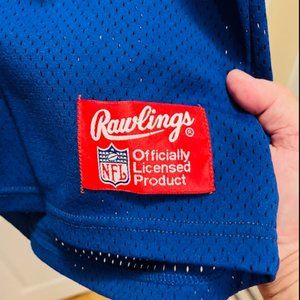 Rawlings®
NFL
Officially
Licensed
Product